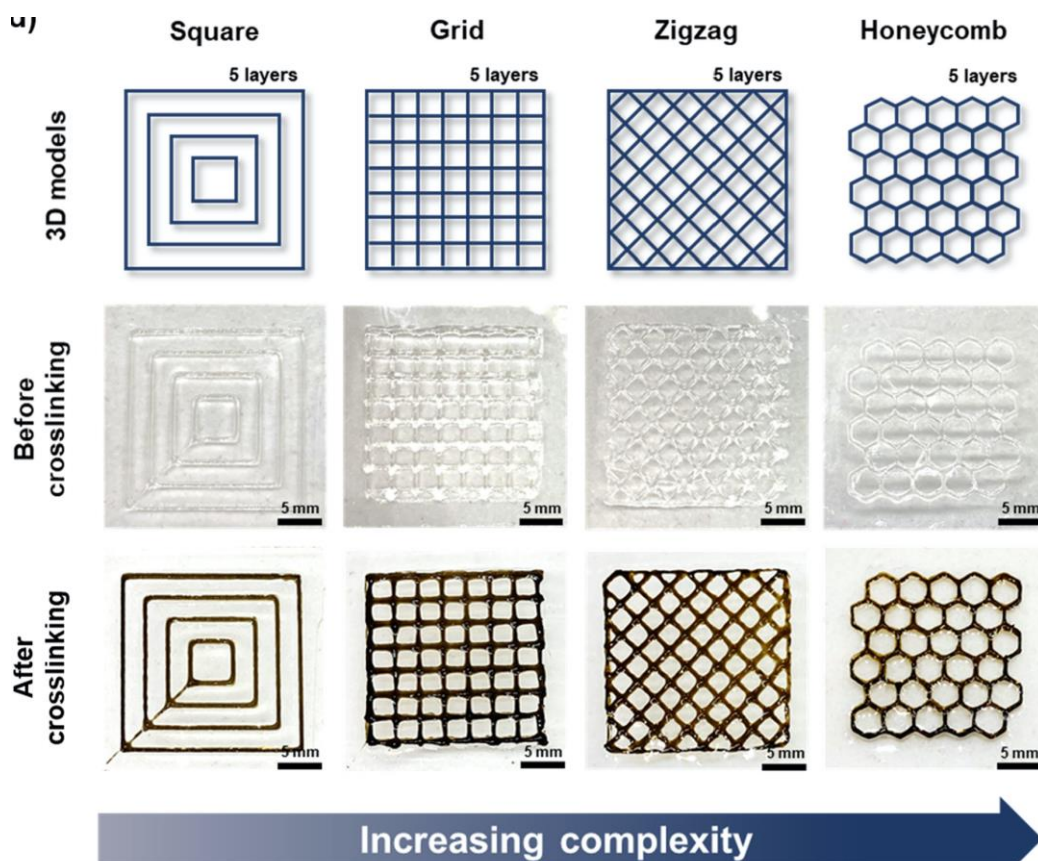 d)
Square Grid Zigzag Honeycomb
5 layers 5 layers 5 layers 5 layers
3D models
Before
crosslinking
5 mm 5 mm 5 mm 5 mm
After
crosslinking
5 mm 5 mm 5 mm 5 mm
Increasing complexity